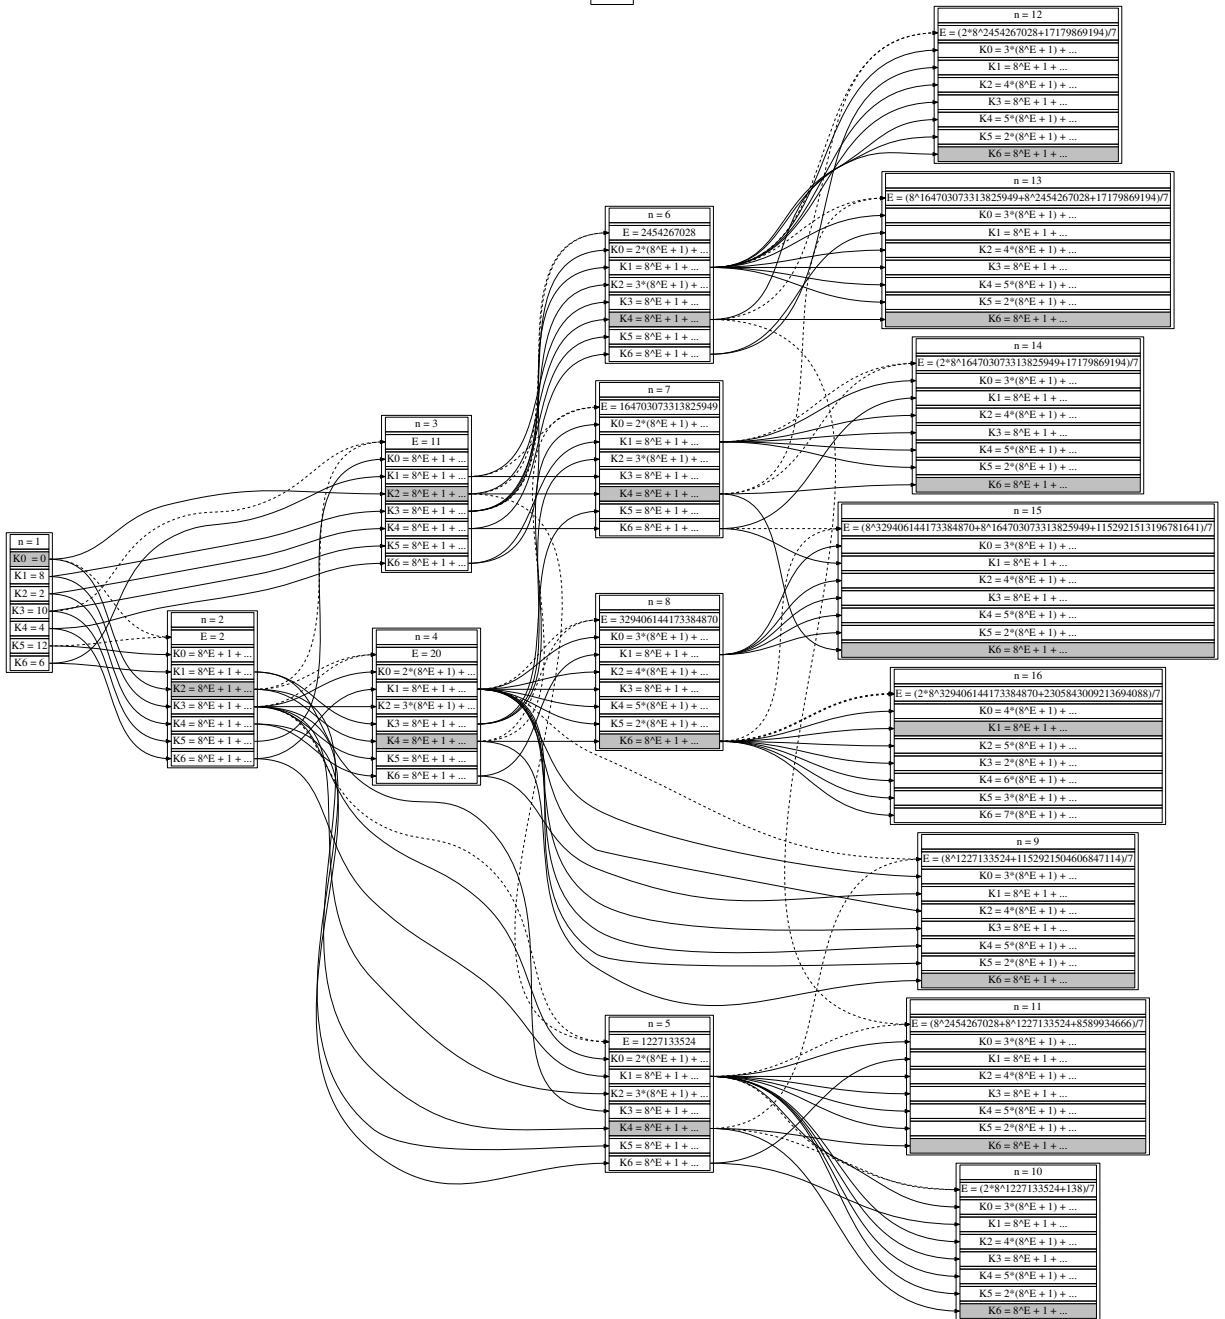 n = 1
K0 = 0
K1 = 8
K2 = 2
K3 = 10
K4 = 4
K5 = 12
K6 = 6
n = 2
E = 2
K0 = 8^E + 1 + ...
K1 = 8^E + 1 + ...
K2 = 8^E + 1 + ...
K3 = 8^E + 1 + ...
K4 = 8^E + 1 + ...
K5 = 8^E + 1 + ...
K6 = 8^E + 1 + ...
n = 3
E = 11
K0 = 8^E + 1 + ...
K1 = 8^E + 1 + ...
K2 = 8^E + 1 + ...
K3 = 8^E + 1 + ...
K4 = 8^E + 1 + ...
K5 = 8^E + 1 + ...
K6 = 8^E + 1 + ...
n = 4
E = 20
K0 = 2*(8^E + 1) + ...
K1 = 8^E + 1 + ...
K2 = 3*(8^E + 1) + ...
K3 = 8^E + 1 + ...
K4 = 8^E + 1 + ...
K5 = 8^E + 1 + ...
K6 = 8^E + 1 + ...
n = 6
E = 2454267028
K0 = 2*(8^E + 1) + ...
K1 = 8^E + 1 + ...
K2 = 3*(8^E + 1) + ...
K3 = 8^E + 1 + ...
K4 = 8^E + 1 + ...
K5 = 8^E + 1 + ...
K6 = 8^E + 1 + ...
n = 7
E = 164703073313825949
K0 = 2*(8^E + 1) + ...
K1 = 8^E + 1 + ...
K2 = 3*(8^E + 1) + ...
K3 = 8^E + 1 + ...
K4 = 8^E + 1 + ...
K5 = 8^E + 1 + ...
K6 = 8^E + 1 + ...
n = 8
E = 329406144173384870
K0 = 3*(8^E + 1) + ...
K1 = 8^E + 1 + ...
K2 = 4*(8^E + 1) + ...
K3 = 8^E + 1 + ...
K4 = 5*(8^E + 1) + ...
K5 = 2*(8^E + 1) + ...
K6 = 8^E + 1 + ...
n = 5
E = 1227133524
K0 = 2*(8^E + 1) + ...
K1 = 8^E + 1 + ...
K2 = 3*(8^E + 1) + ...
K3 = 8^E + 1 + ...
K4 = 8^E + 1 + ...
K5 = 8^E + 1 + ...
K6 = 8^E + 1 + ...
n = 12
E = (2*8^2454267028+17179869194)/7
K0 = 3*(8^E + 1) + ...
K1 = 8^E + 1 + ...
K2 = 4*(8^E + 1) + ...
K3 = 8^E + 1 + ...
K4 = 5*(8^E + 1) + ...
K5 = 2*(8^E + 1) + ...
K6 = 8^E + 1 + ...
n = 13
E = (8^164703073313825949+8^2454267028+17179869194)/7
K0 = 3*(8^E + 1) + ...
K1 = 8^E + 1 + ...
K2 = 4*(8^E + 1) + ...
K3 = 8^E + 1 + ...
K4 = 5*(8^E + 1) + ...
K5 = 2*(8^E + 1) + ...
K6 = 8^E + 1 + ...
n = 14
E = (2*8^164703073313825949+17179869194)/7
K0 = 3*(8^E + 1) + ...
K1 = 8^E + 1 + ...
K2 = 4*(8^E + 1) + ...
K3 = 8^E + 1 + ...
K4 = 5*(8^E + 1) + ...
K5 = 2*(8^E + 1) + ...
K6 = 8^E + 1 + ...
n = 15
E = (8^329406144173384870+8^164703073313825949+1152921513196781641)/7
K0 = 3*(8^E + 1) + ...
K1 = 8^E + 1 + ...
K2 = 4*(8^E + 1) + ...
K3 = 8^E + 1 + ...
K4 = 5*(8^E + 1) + ...
K5 = 2*(8^E + 1) + ...
K6 = 8^E + 1 + ...
n = 16
E = (2*8^329406144173384870+2305843009213694088)/7
K0 = 4*(8^E + 1) + ...
K1 = 8^E + 1 + ...
K2 = 5*(8^E + 1) + ...
K3 = 2*(8^E + 1) + ...
K4 = 6*(8^E + 1) + ...
K5 = 3*(8^E + 1) + ...
K6 = 7*(8^E + 1) + ...
n = 9
E = (8^1227133524+1152921504606847114)/7
K0 = 3*(8^E + 1) + ...
K1 = 8^E + 1 + ...
K2 = 4*(8^E + 1) + ...
K3 = 8^E + 1 + ...
K4 = 5*(8^E + 1) + ...
K5 = 2*(8^E + 1) + ...
K6 = 8^E + 1 + ...
n = 11
E = (8^2454267028+8^1227133524+8589934666)/7
K0 = 3*(8^E + 1) + ...
K1 = 8^E + 1 + ...
K2 = 4*(8^E + 1) + ...
K3 = 8^E + 1 + ...
K4 = 5*(8^E + 1) + ...
K5 = 2*(8^E + 1) + ...
K6 = 8^E + 1 + ...
n = 10
E = (2*8^1227133524+138)/7
K0 = 3*(8^E + 1) + ...
K1 = 8^E + 1 + ...
K2 = 4*(8^E + 1) + ...
K3 = 8^E + 1 + ...
K4 = 5*(8^E + 1) + ...
K5 = 2*(8^E + 1) + ...
K6 = 8^E + 1 + ...